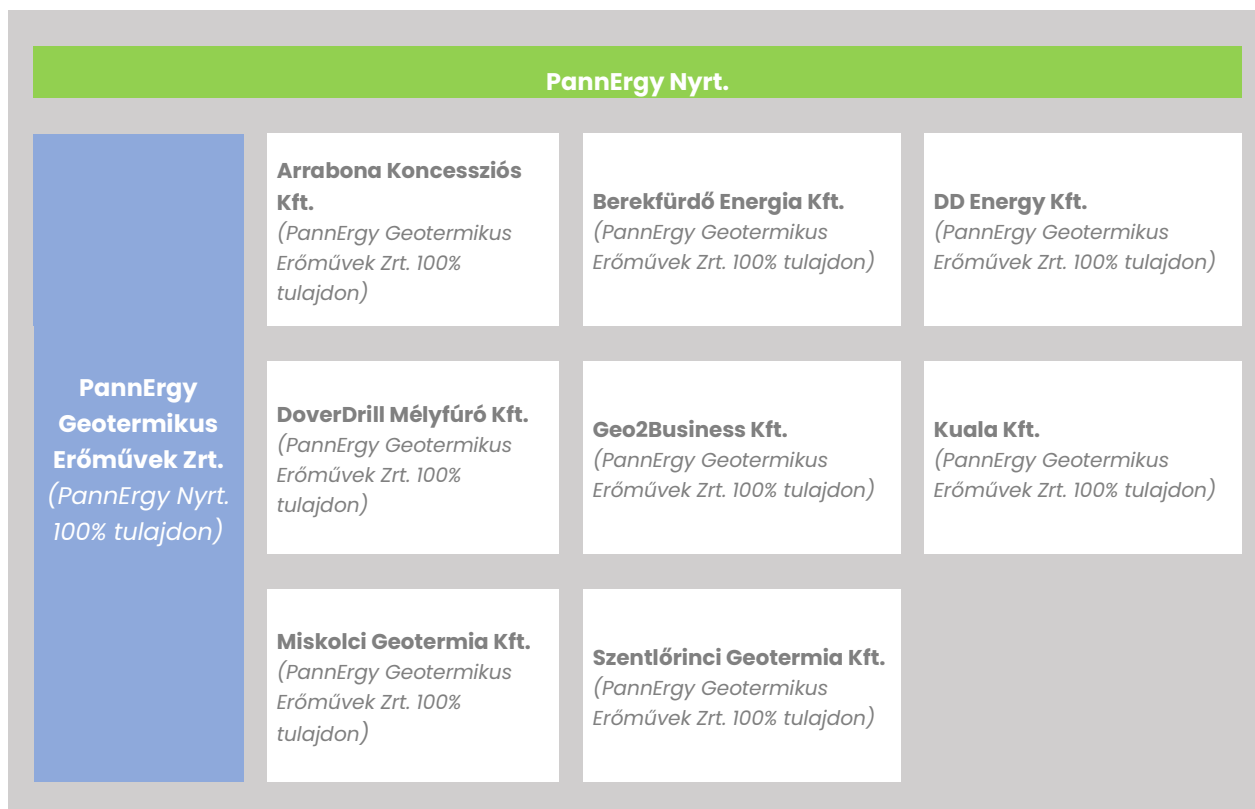 PannErgy Nyrt.
PannErgy
Geotermikus
Erőművek Zrt.
(PannErgy Nyrt.
100% tulajdon)
Arrabona Koncessziós
Kft.
(PannErgy Geotermikus
Erőművek Zrt. 100%
tulajdon)
Berekfürdő Energia Kft.
(PannErgy Geotermikus
Erőművek Zrt. 100% tulajdon)
DD Energy Kft.
(PannErgy Geotermikus
Erőművek Zrt. 100% tulajdon)
DoverDrill Mélyfúró Kft.
(PannErgy Geotermikus
Erőművek Zrt. 100%
tulajdon)
Geo2Business Kft.
(PannErgy Geotermikus
Erőművek Zrt. 100% tulajdon)
Kuala Kft.
(PannErgy Geotermikus
Erőművek Zrt. 100% tulajdon)
Miskolci Geotermia Kft.
(PannErgy Geotermikus
Erőművek Zrt. 100%
tulajdon)
Szentlőrinci Geotermia Kft.
(PannErgy Geotermikus
Erőművek Zrt. 100% tulajdon)